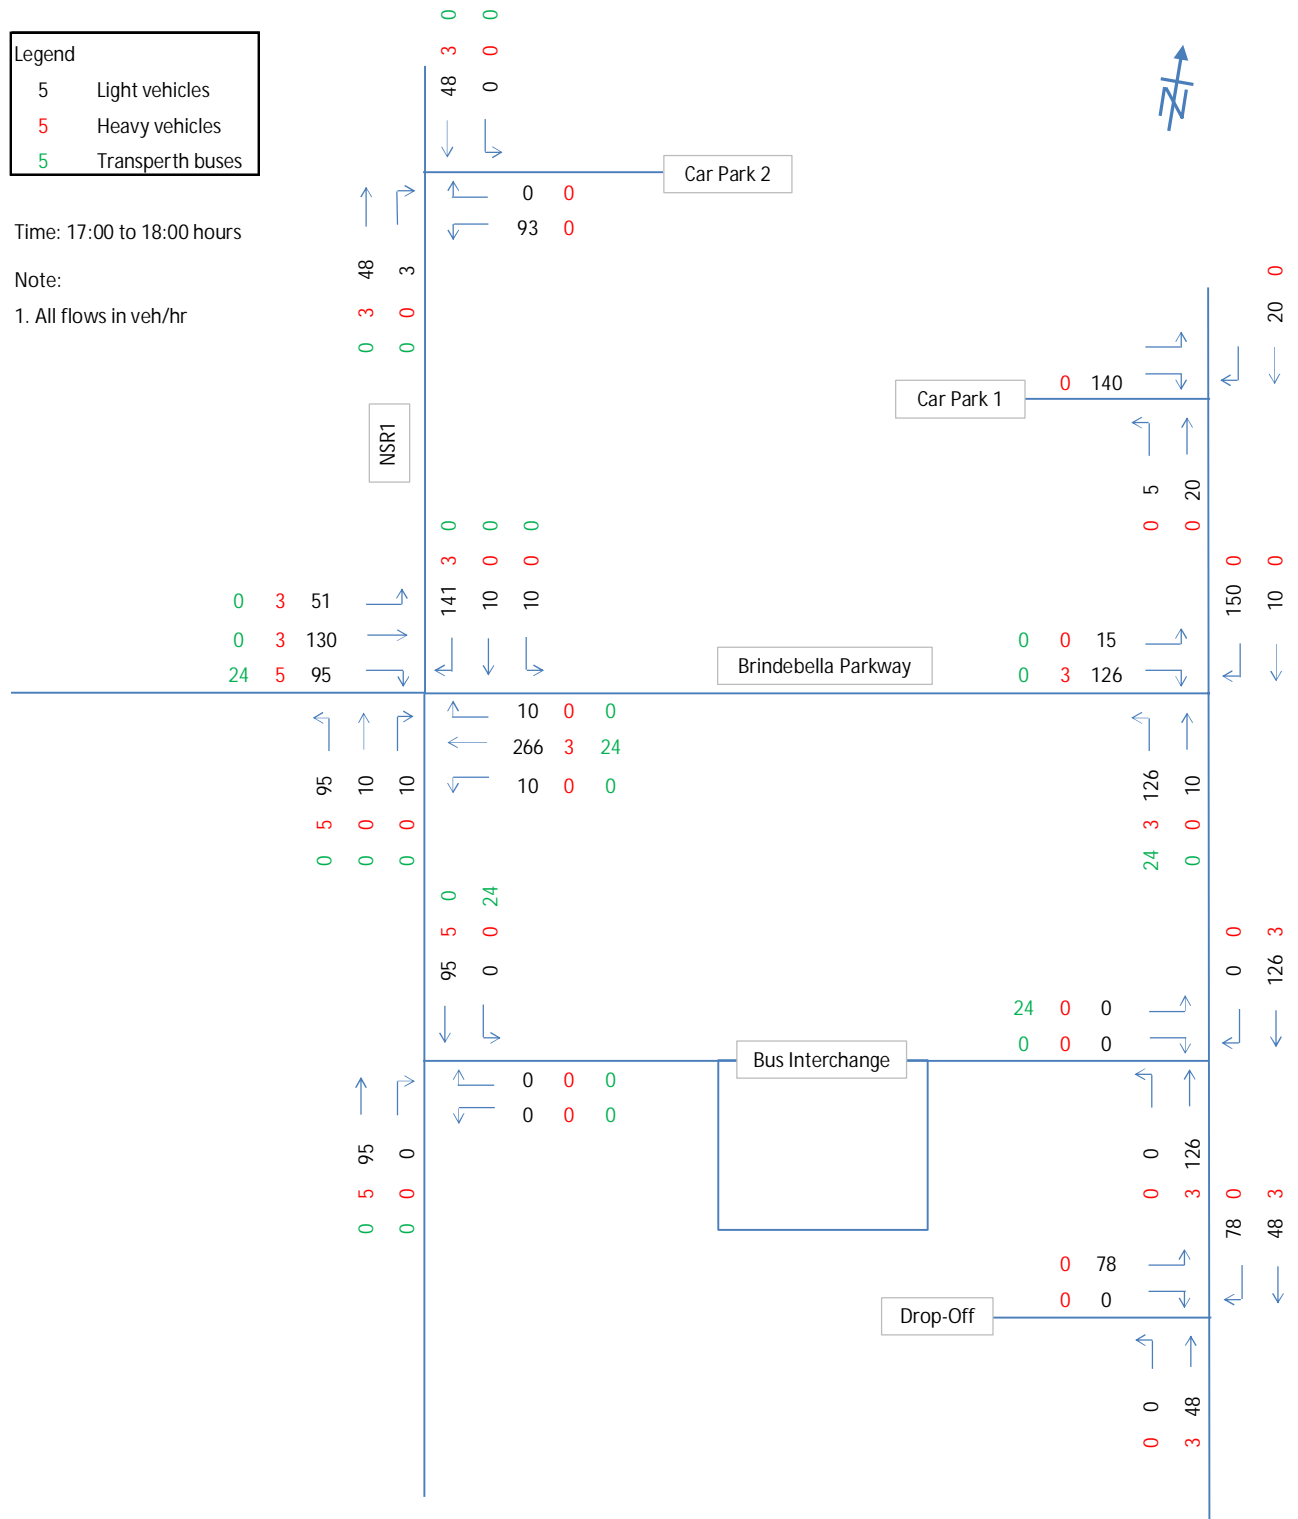 0 0
3 0
48 0
Legend
5 Light vehicles
5 Heavy vehicles
5 Transperth buses
N
Car Park 2
0 0
93 0
Time: 17:00 to 18:00 hours
Note:
1. All flows in veh/hr
48 3
3 0
0 0
20 0
0 140
Car Park 1
NSR1
5 20
0 0
0 0 0
3 0 0
141 10 10
0 0
150 10
0 3 51
0 3 130
24 5 95
Brindebella Parkway
0 0 15
0 3 126
10 0 0
266 3 24
10 0 0
95 10 10
5 0 0
0 0 0
126 10
3 0
24 0
0 24
5 0
95 0
0 3
0 126
24 0 0
0 0 0
Bus Interchange
0 0 0
0 0 0
95 0
5 0
0 0
0 126
0 3
0 3
78 48
0 78
0 0
Drop-Off
0 48
0 3